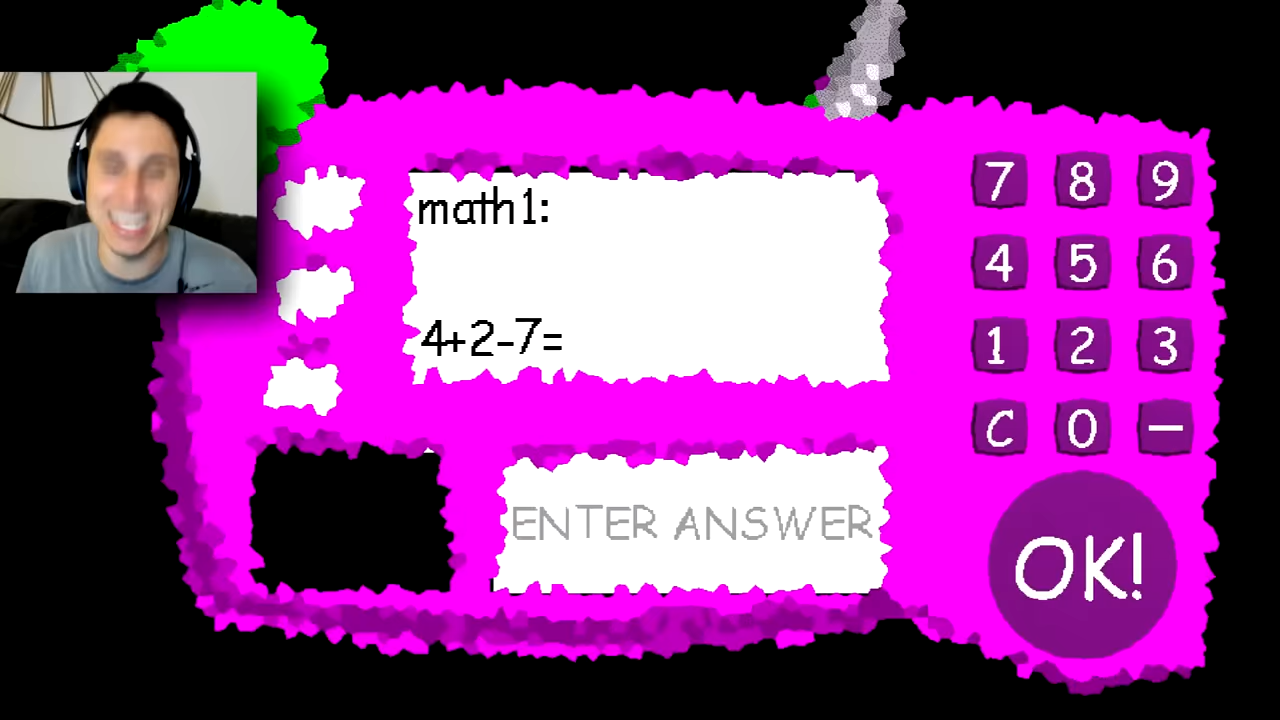 math1:
4+2-7=
ENTER ANSWER
7 8 9
4 5 6
1 2 3
C 0 −
OK!